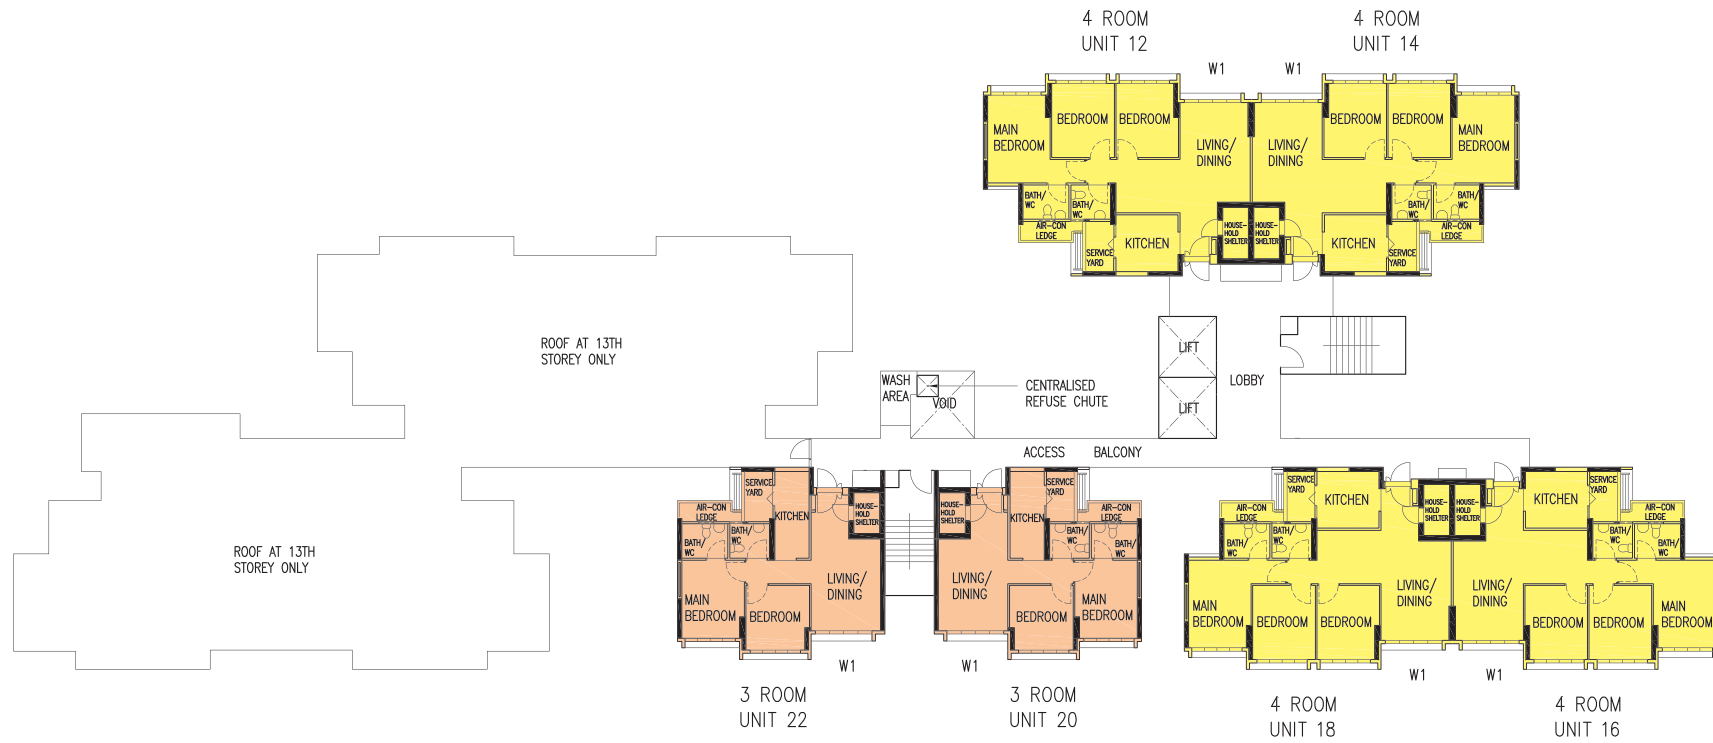 4 ROOM
UNIT 12
4 ROOM
UNIT 14
W1
W1
MAIN
BEDROOM
BEDROOM
BEDROOM
LIVING/
DINING
LIVING/
DINING
BEDROOM
BEDROOM
MAIN
BEDROOM
BATH/
WC
BATH/
WC
BATH/
WC
BATH/
WC
AIR-CON
LEDGE
SERVICE
YARD
KITCHEN
HOUSE-
HOLD
SHELTER
HOUSE-
HOLD
SHELTER
KITCHEN
SERVICE
YARD
AIR-CON
LEDGE
ROOF AT 13TH
STOREY ONLY
LIFT
LIFT
LOBBY
WASH
AREA
VOID
CENTRALISED
REFUSE CHUTE
ACCESS BALCONY
ROOF AT 13TH
STOREY ONLY
AIR-CON
LEDGE
SERVICE
YARD
KITCHEN
HOUSE-
HOLD
SHELTER
BATH/
WC
BATH/
WC
MAIN
BEDROOM
BEDROOM
LIVING/
DINING
W1
3 ROOM
UNIT 22
HOUSE-
HOLD
SHELTER
KITCHEN
SERVICE
YARD
AIR-CON
LEDGE
BATH/
WC
BATH/
WC
LIVING/
DINING
BEDROOM
MAIN
BEDROOM
W1
3 ROOM
UNIT 20
SERVICE
YARD
KITCHEN
AIR-CON
LEDGE
HOUSE-
HOLD
SHELTER
BATH/
WC
BATH/
WC
MAIN
BEDROOM
BEDROOM
BEDROOM
LIVING/
DINING
W1
4 ROOM
UNIT 18
HOUSE-
HOLD
SHELTER
KITCHEN
SERVICE
YARD
AIR-CON
LEDGE
BATH/
WC
BATH/
WC
LIVING/
DINING
BEDROOM
BEDROOM
MAIN
BEDROOM
W1
4 ROOM
UNIT 16